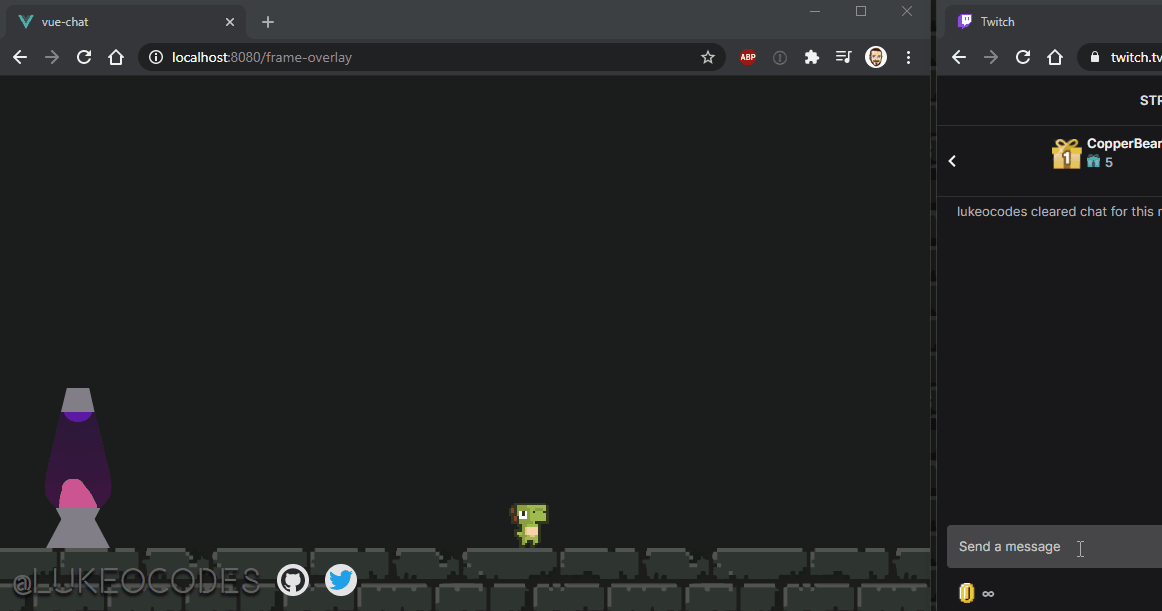 vue-chat
localhost:8080/frame-overlay
ABP
@LUKEOCODES
Twitch
twitch.tv
STR
1 CopperBear
5
lukeocodes cleared chat for this r
Send a message
∞